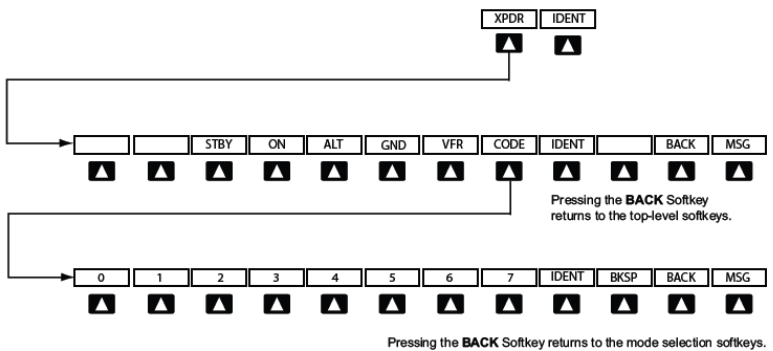 XPDR IDENT
STBY ON ALT GND VFR CODE IDENT BACK MSG
Pressing the BACK Softkey
returns to the top-level softkeys.
0 1 2 3 4 5 6 7 IDENT BKSP BACK MSG
Pressing the BACK Softkey returns to the mode selection softkeys.